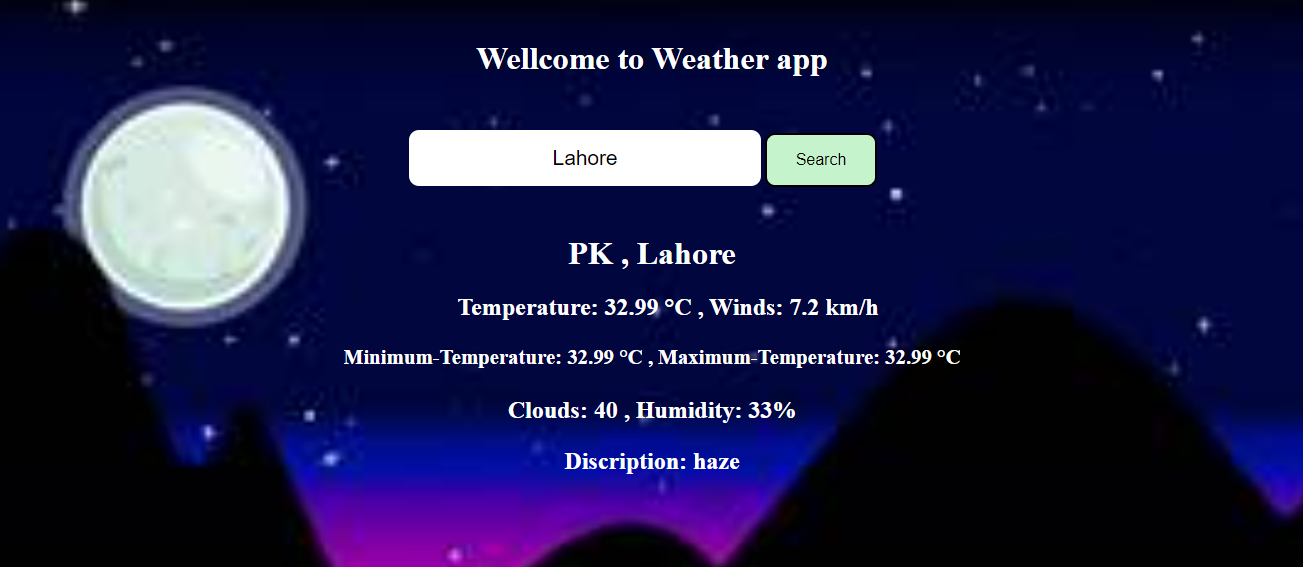 Wellcome to Weather app
Lahore Search
PK , Lahore
Temperature: 32.99 °C , Winds: 7.2 km/h
Minimum-Temperature: 32.99 °C , Maximum-Temperature: 32.99 °C
Clouds: 40 , Humidity: 33%
Discription: haze